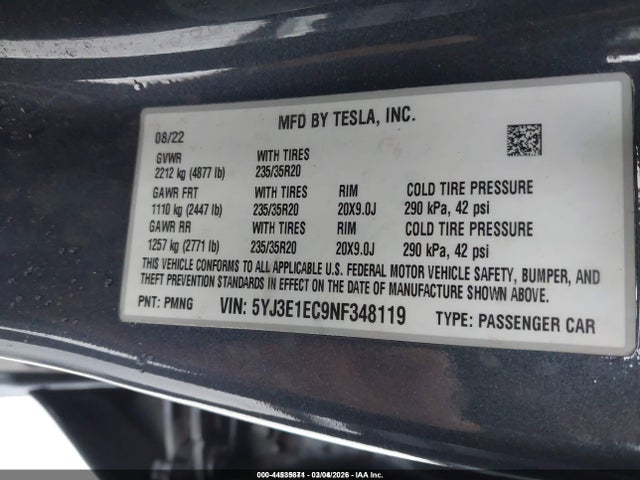 MFD BY TESLA, INC.
08/22
GVWR WITH TIRES
2212 kg (4877 lb) 235/35R20
GAWR FRT WITH TIRES RIM COLD TIRE PRESSURE
1110 kg (2447 lb) 235/35R20 20X9.0J 290 kPa, 42 psi
GAWR RR WITH TIRES RIM COLD TIRE PRESSURE
1257 kg (2771 lb) 235/35R20 20X9.0J 290 kPa, 42 psi
THIS VEHICLE CONFORMS TO ALL APPLICABLE U.S. FEDERAL MOTOR VEHICLE SAFETY, BUMPER, AND
THEFT PREVENTION STANDARDS IN EFFECT ON THE DATE OF MANUFACTURE SHOWN ABOVE.
PNT: PMNG VIN: 5YJ3E1EC9NF348119 TYPE: PASSENGER CAR
IAA Inc.